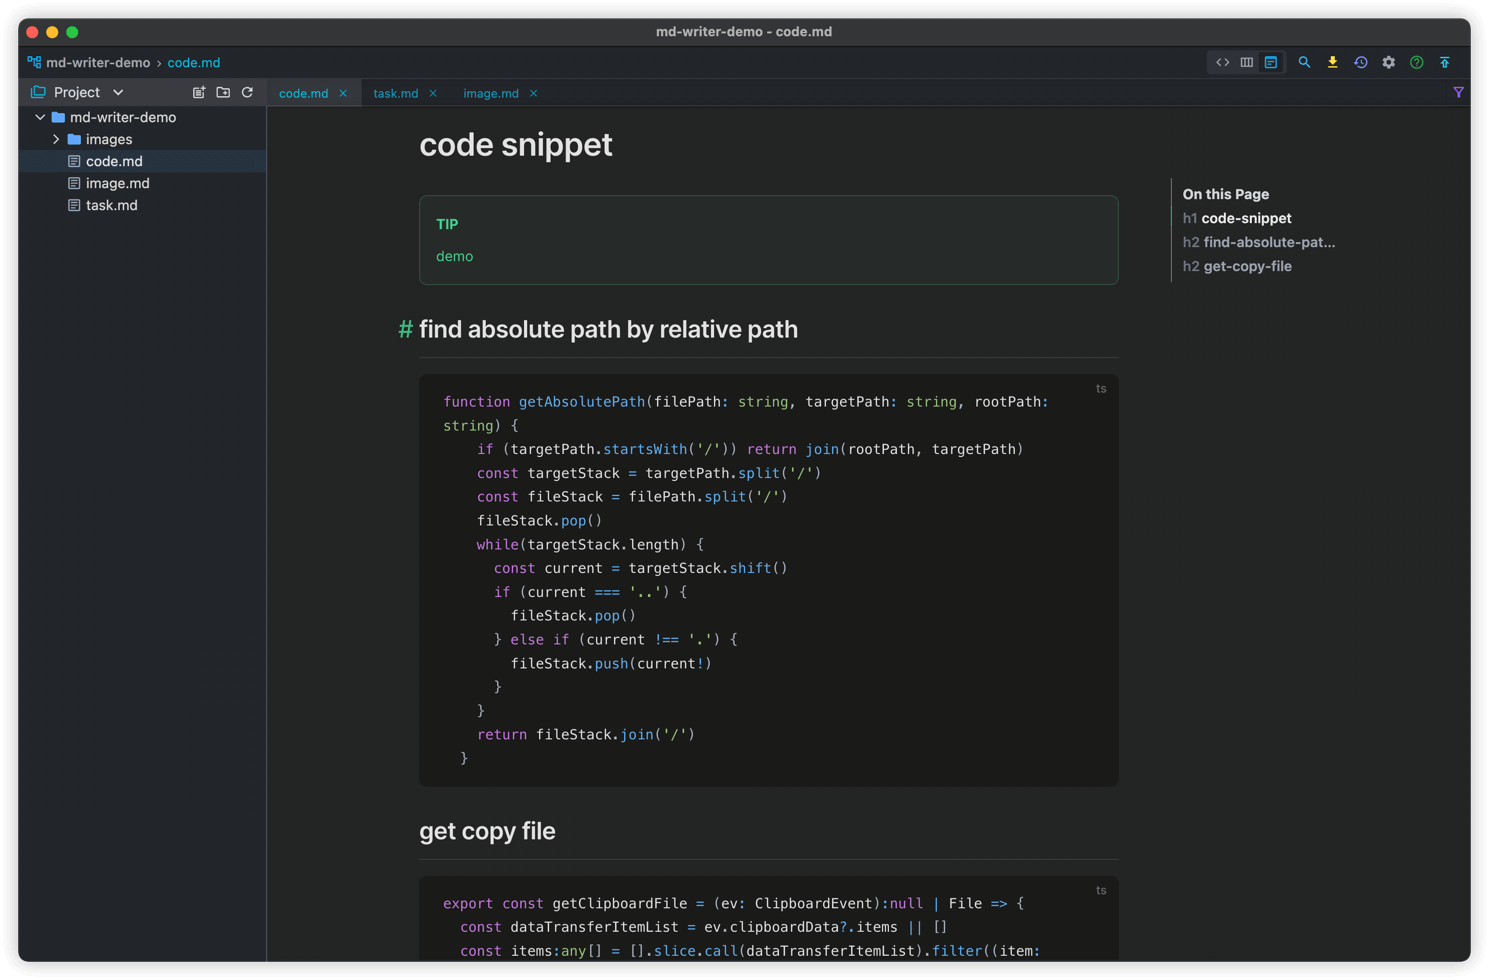 md-writer-demo - code.md
md-writer-demo › code.md
Project
code.md
task.md
image.md
md-writer-demo
images
code.md
image.md
task.md
code snippet
TIP
demo
# find absolute path by relative path
ts
function getAbsolutePath(filePath: string, targetPath: string, rootPath:
string) {
    if (targetPath.startsWith('/')) return join(rootPath, targetPath)
    const targetStack = targetPath.split('/')
    const fileStack = filePath.split('/')
    fileStack.pop()
    while(targetStack.length) {
      const current = targetStack.shift()
      if (current === '..') {
        fileStack.pop()
      } else if (current !== '.') {
        fileStack.push(current!)
      }
    }
    return fileStack.join('/')
  }
get copy file
ts
export const getClipboardFile = (ev: ClipboardEvent):null | File => {
  const dataTransferItemList = ev.clipboardData?.items || []
  const items:any[] = [].slice.call(dataTransferItemList).filter((item:
On this Page
h1 code-snippet
h2 find-absolute-pat...
h2 get-copy-file